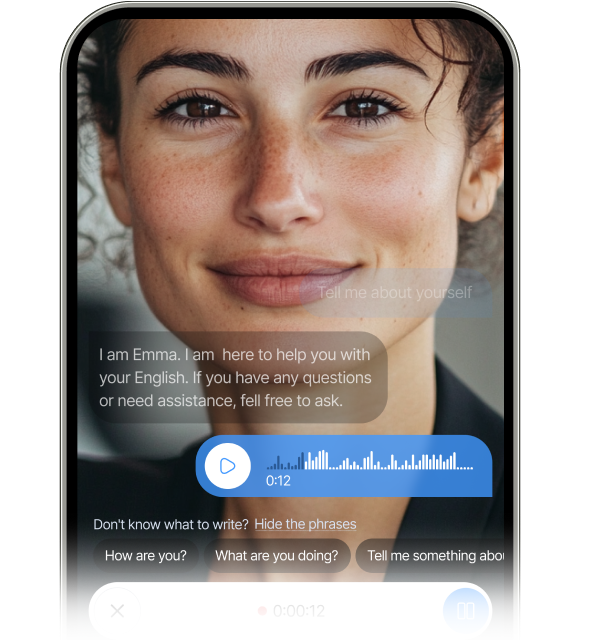 Tell me about yourself
I am Emma. I am here to help you with
your English. If you have any questions
or need assistance, fell free to ask.
0:12
Don't know what to write? Hide the phrases
How are you? What are you doing? Tell me something abou
0:00:12